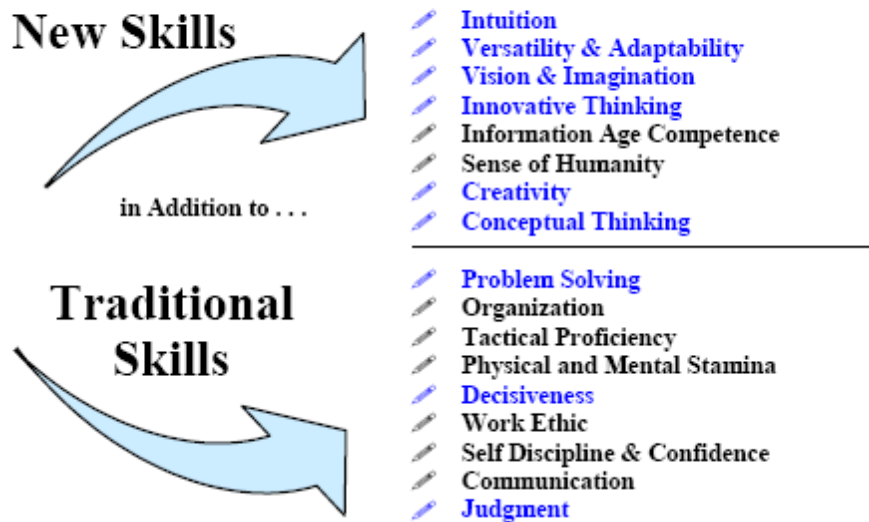 New Skills
in Addition to . . .
Intuition
Versatility & Adaptability
Vision & Imagination
Innovative Thinking
Information Age Competence
Sense of Humanity
Creativity
Conceptual Thinking
Traditional
Skills
Problem Solving
Organization
Tactical Proficiency
Physical and Mental Stamina
Decisiveness
Work Ethic
Self Discipline & Confidence
Communication
Judgment